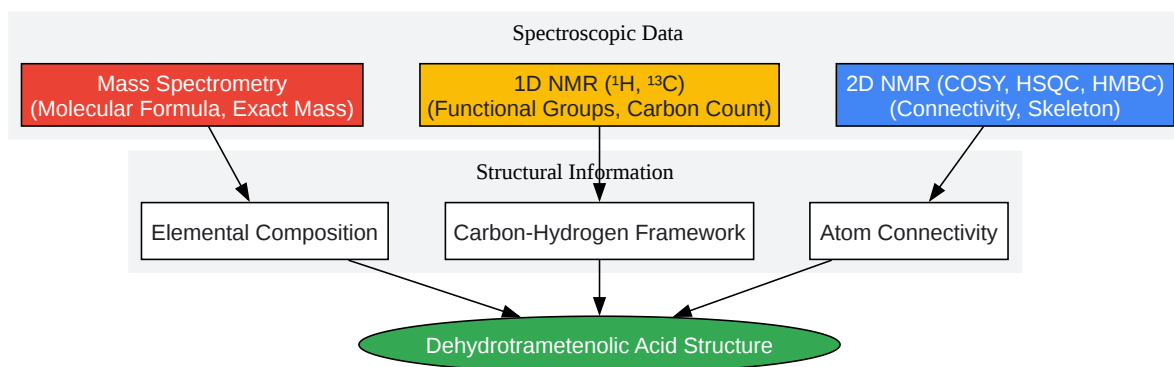 Spectroscopic Data
Mass Spectrometry
(Molecular Formula, Exact Mass)
1D NMR (¹H, ¹³C)
(Functional Groups, Carbon Count)
2D NMR (COSY, HSQC, HMBC)
(Connectivity, Skeleton)
Structural Information
Elemental Composition
Carbon-Hydrogen Framework
Atom Connectivity
Dehydrotrametenolic Acid Structure